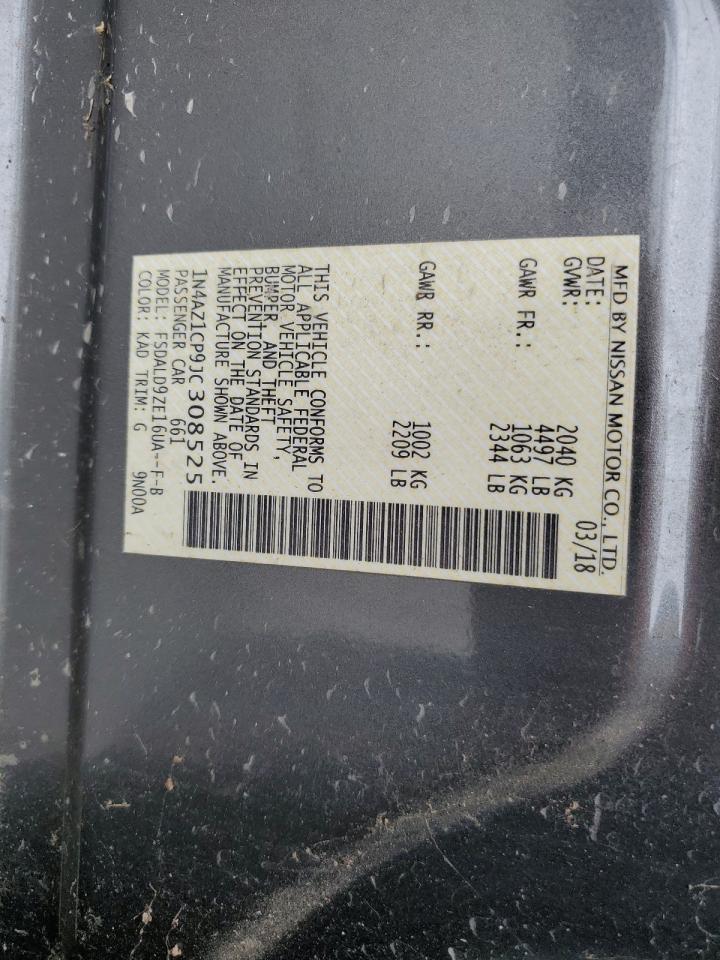 MFD BY NISSAN MOTOR CO., LTD.
DATE: 03/18
GVWR: 2040 KG
4497 LB
GAWR FR.: 1063 KG
2344 LB
GAWR RR.: 1002 KG
2209 LB
THIS VEHICLE CONFORMS TO
ALL APPLICABLE FEDERAL
MOTOR VEHICLE SAFETY,
BUMPER, AND THEFT
PREVENTION STANDARDS IN
EFFECT ON THE DATE OF
MANUFACTURE SHOWN ABOVE.
1N4AZ1CP9JC308525
PASSENGER CAR 661
MODEL: FSDALD9ZE16UA--F-B
COLOR: KAD TRIM: G 9N00A